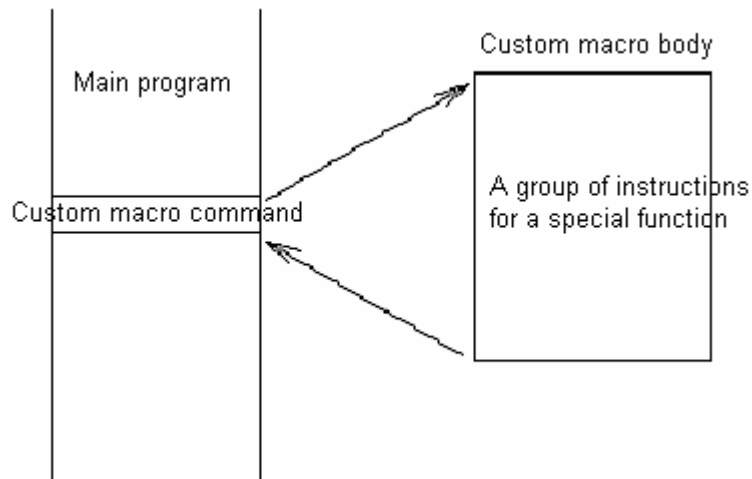 Custom macro body
Main program
Custom macro command
A group of instructions
for a special function